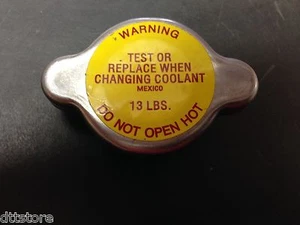 WARNING
TEST OR
REPLACE WHEN
CHANGING COOLANT
MEXICO
13 LBS.
DO NOT OPEN HOT
dttstore